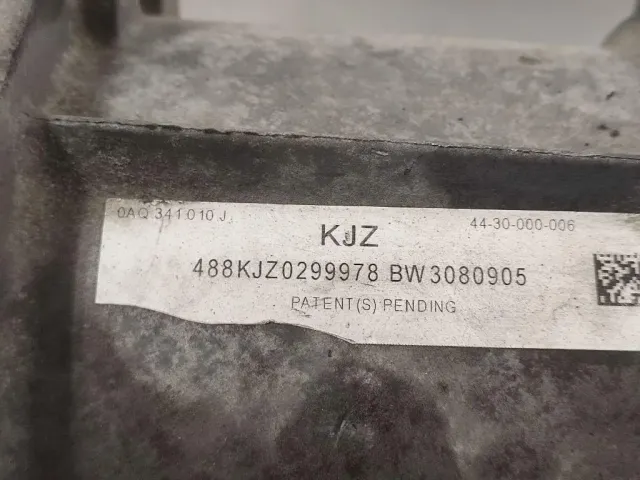 0AQ 341 010 J 44-30-000-006
KJZ
488KJZ0299978 BW3080905
PATENT(S) PENDING